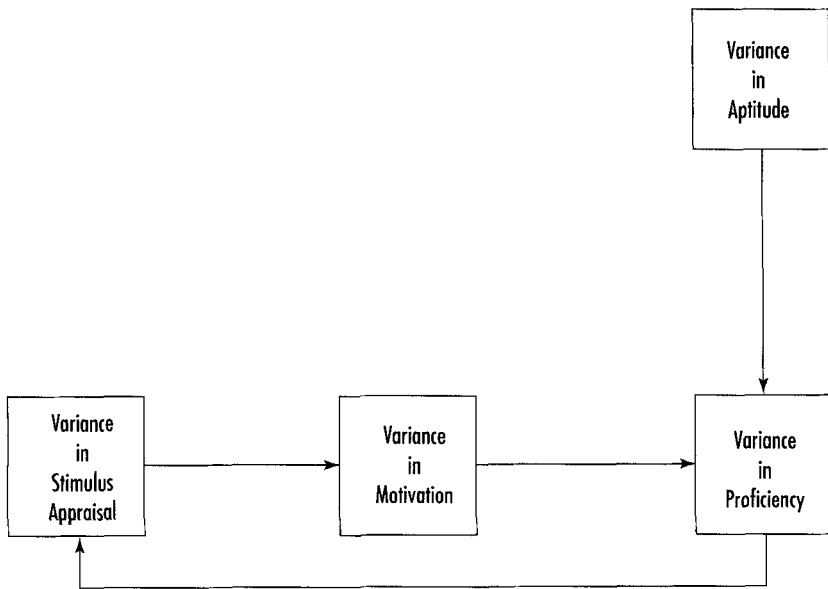 Variance
in
Aptitude
Variance
in
Stimulus
Appraisal
Variance
in
Motivation
Variance
in
Proficiency